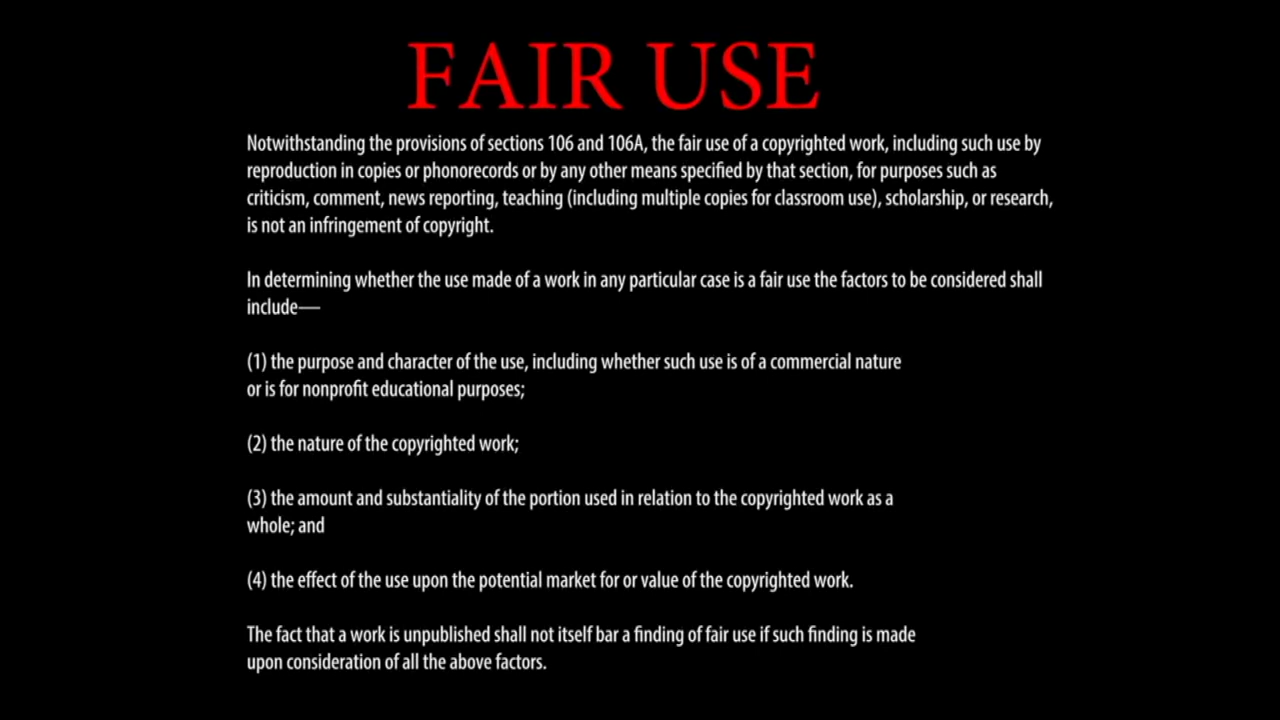 FAIR USE
Notwithstanding the provisions of sections 106 and 106A, the fair use of a copyrighted work, including such use by
reproduction in copies or phonorecords or by any other means specified by that section, for purposes such as
criticism, comment, news reporting, teaching (including multiple copies for classroom use), scholarship, or research,
is not an infringement of copyright.
In determining whether the use made of a work in any particular case is a fair use the factors to be considered shall
include—
(1) the purpose and character of the use, including whether such use is of a commercial nature
or is for nonprofit educational purposes;
(2) the nature of the copyrighted work;
(3) the amount and substantiality of the portion used in relation to the copyrighted work as a
whole; and
(4) the effect of the use upon the potential market for or value of the copyrighted work.
The fact that a work is unpublished shall not itself bar a finding of fair use if such finding is made
upon consideration of all the above factors.